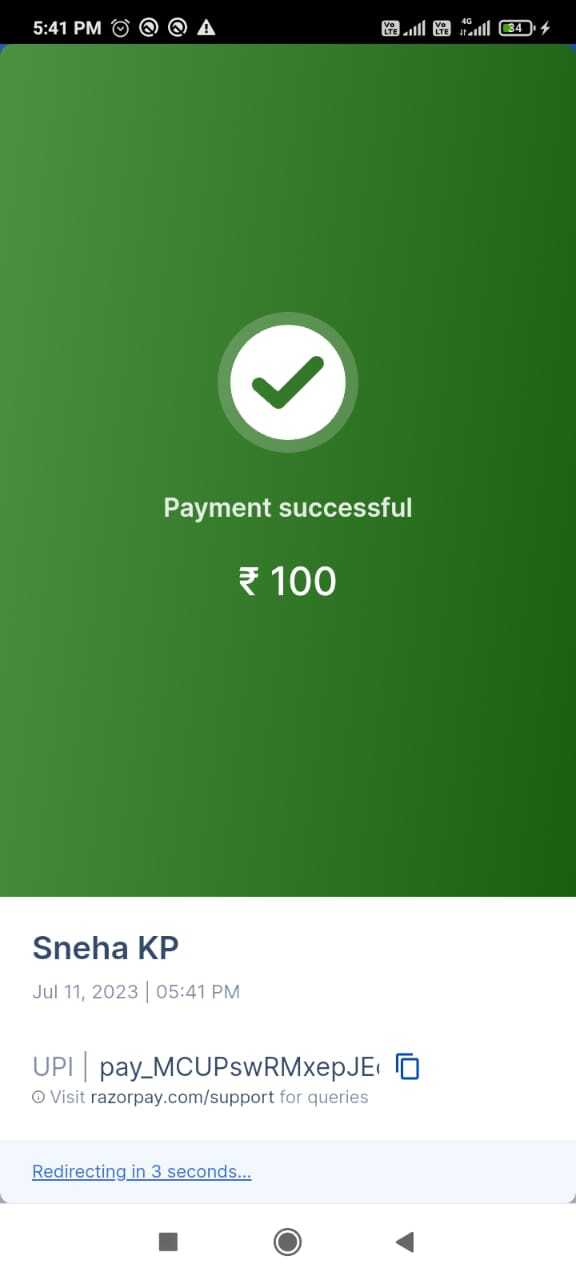 5:41 PM
Vo LTE Vo LTE 4G 34
Payment successful
₹ 100
Sneha KP
Jul 11, 2023 | 05:41 PM
UPI | pay_MCUPswRMxepJE
Visit razorpay.com/support for queries
Redirecting in 3 seconds...